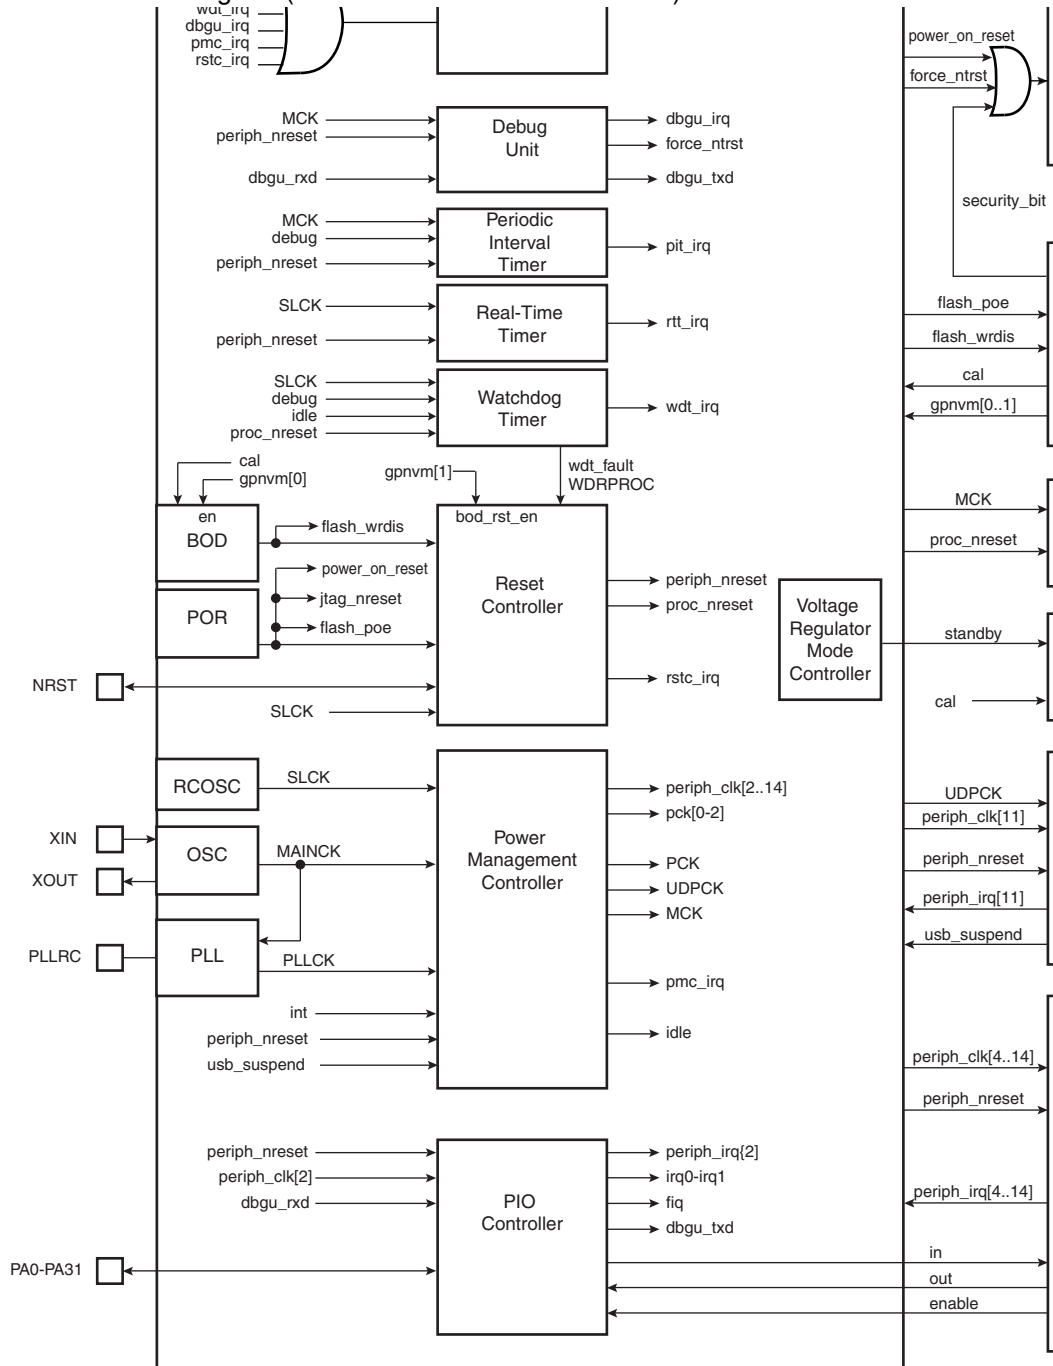 wdt_irq
dbgu_irq
pmc_irq
rstc_irq
power_on_reset
force_ntrst
security_bit
MCK
periph_nreset
dbgu_rxd
Debug
Unit
dbgu_irq
force_ntrst
dbgu_txd
MCK
debug
periph_nreset
Periodic
Interval
Timer
pit_irq
SLCK
periph_nreset
Real-Time
Timer
rtt_irq
flash_poe
flash_wrdis
cal
gpnvm[0..1]
SLCK
debug
idle
proc_nreset
Watchdog
Timer
wdt_irq
cal
gpnvm[0]
gpnvm[1]
wdt_fault
WDRPROC
en
BOD
flash_wrdis
bod_rst_en
POR
power_on_reset
jtag_nreset
flash_poe
Reset
Controller
periph_nreset
proc_nreset
rstc_irq
NRST
SLCK
MCK
proc_nreset
Voltage
Regulator
Mode
Controller
standby
cal
RCOSC
SLCK
XIN
OSC
MAINCK
XOUT
PLLRC
PLL
PLLCK
int
periph_nreset
usb_suspend
Power
Management
Controller
periph_clk[2..14]
pck[0-2]
PCK
UDPCK
MCK
pmc_irq
idle
UDPCK
periph_clk[11]
periph_nreset
periph_irq[11]
usb_suspend
periph_clk[4..14]
periph_nreset
periph_irq[4..14]
periph_nreset
periph_clk[2]
dbgu_rxd
PA0-PA31
PIO
Controller
periph_irq{2]
irq0-irq1
fiq
dbgu_txd
in
out
enable